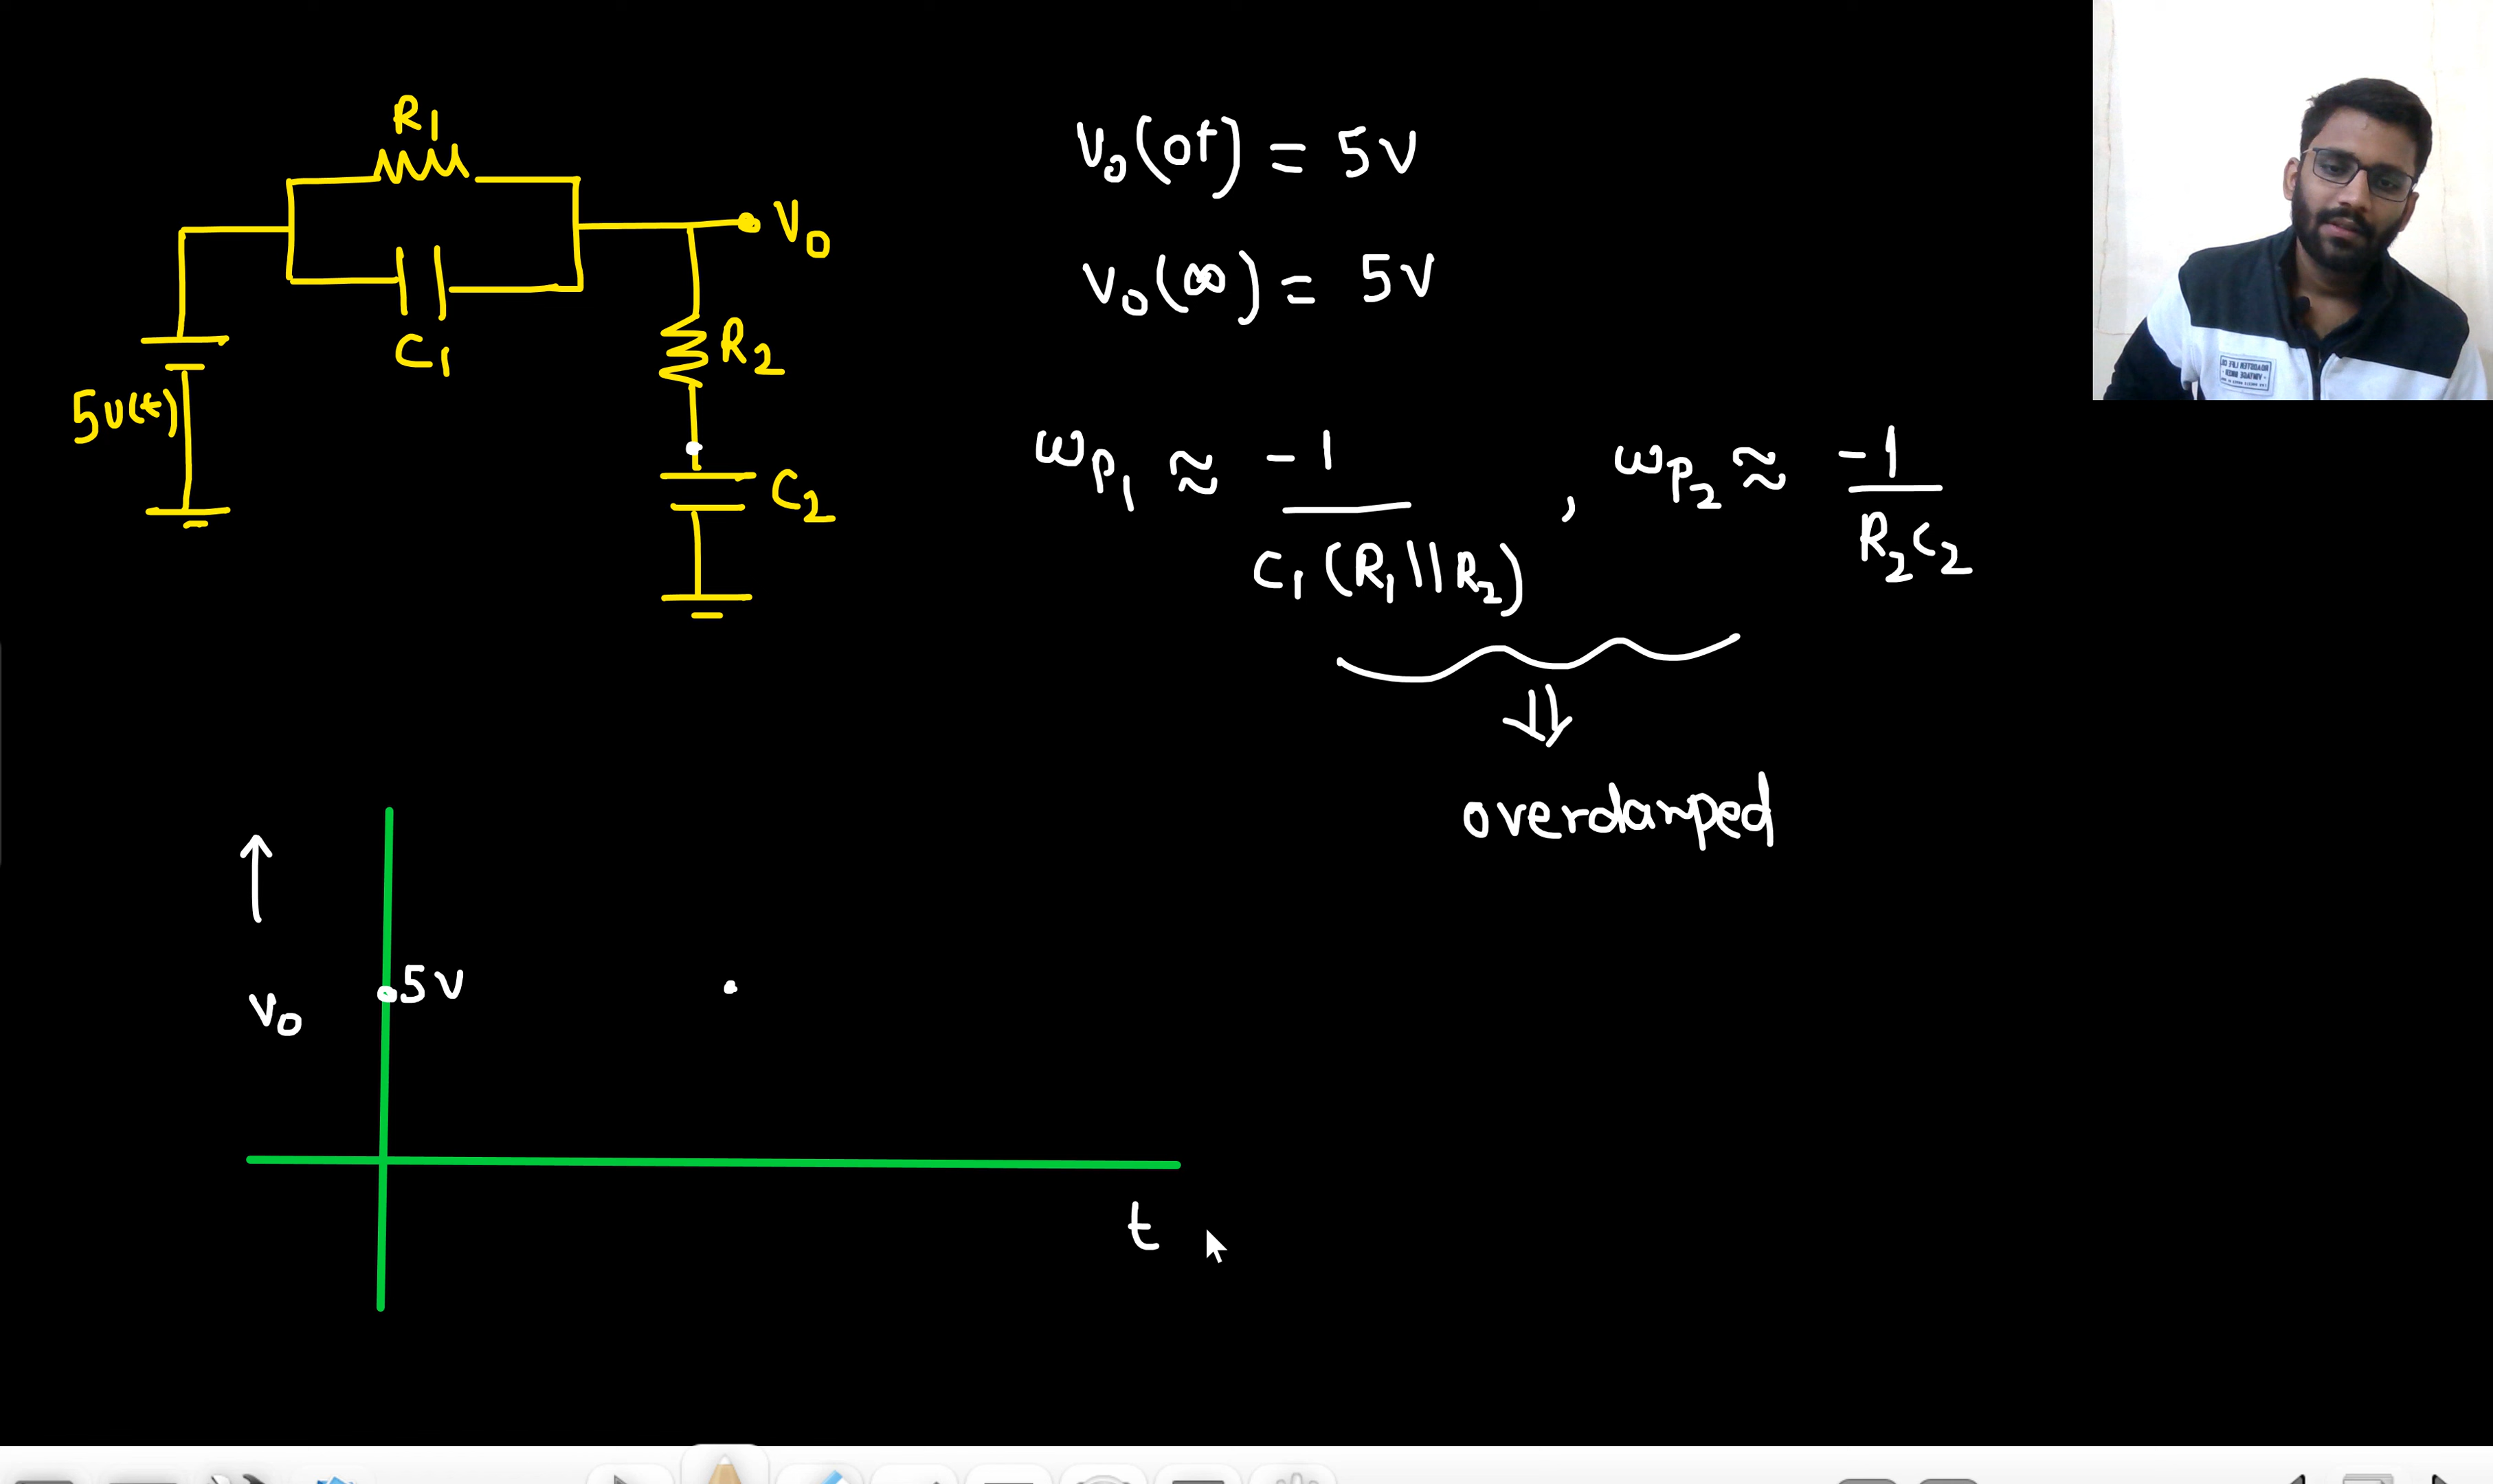 R1
V0
C1
R2
5u(t)
C2
V0(0+) = 5V
V0(∞) = 5V
ωp1 ≈ -1 / C1(R1||R2) , ωp2 ≈ -1 / R2C2
overdamped
V0
5V
t